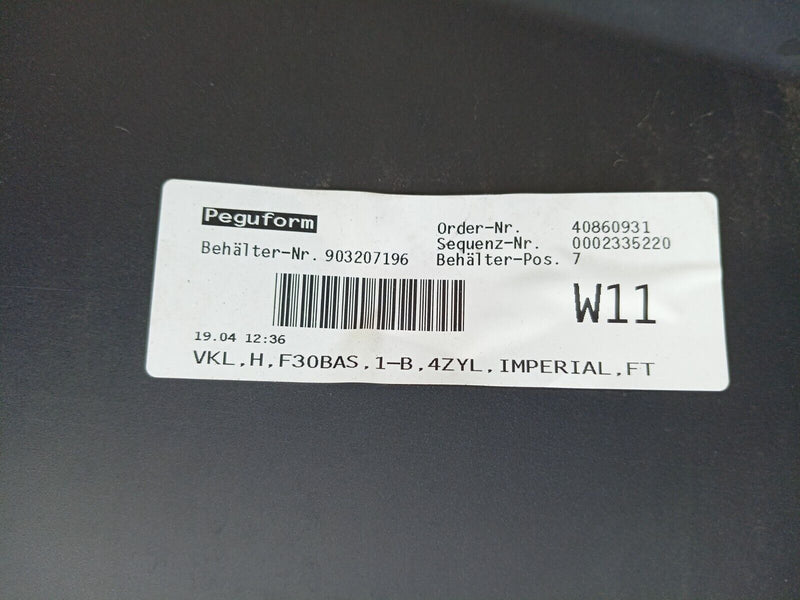 Peguform
Order-Nr. 40860931
Sequenz-Nr. 0002335220
Behälter-Nr. 903207196
Behälter-Pos. 7
W11
19.04 12:36
VKL,H,F30BAS,1-B,4ZYL,IMPERIAL,FT